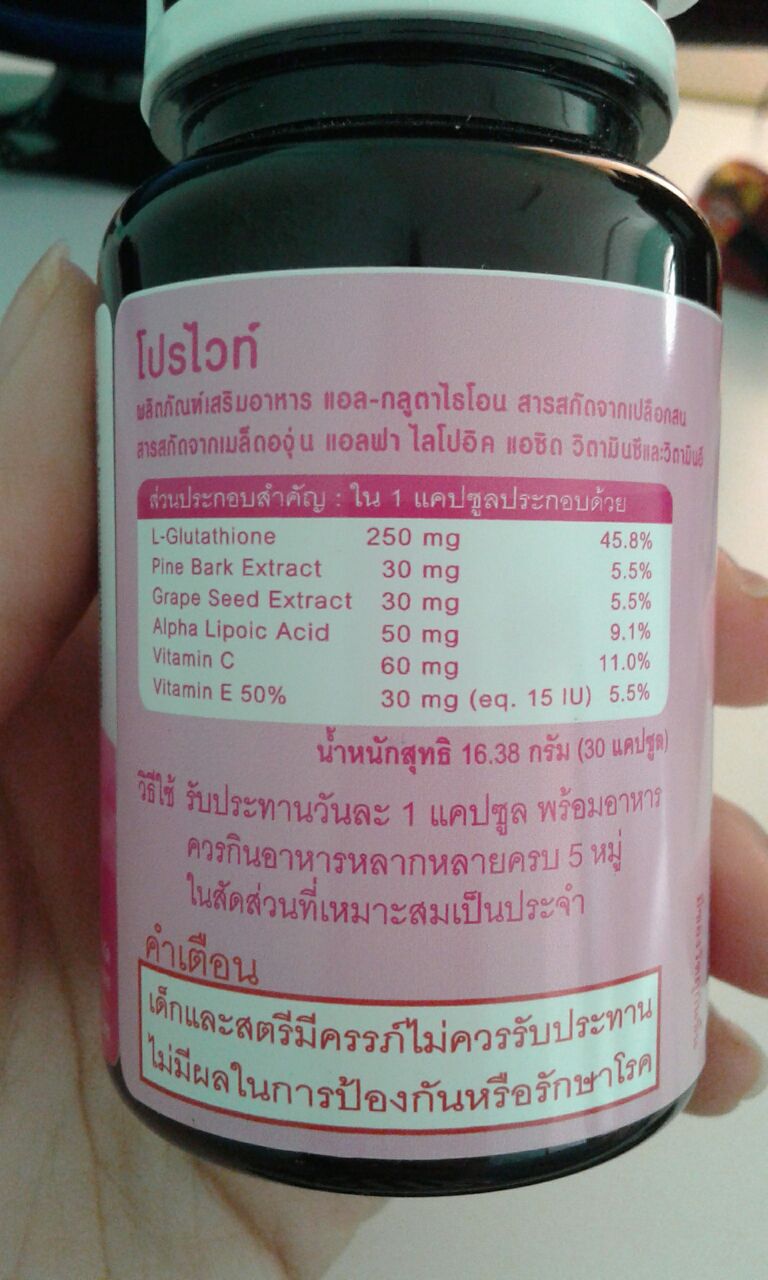 โปรไวท์
ผลิตภัณฑ์เสริมอาหาร แอล-กลูตาไธโอน สารสกัดจากเปลือกสน
สารสกัดจากเมล็ดองุ่น แอลฟา ไลโปอิค แอซิด วิตามินซีและวิตามินอี
ส่วนประกอบสำคัญ : ใน 1 แคปซูลประกอบด้วย
L-Glutathione 250 mg 45.8%
Pine Bark Extract 30 mg 5.5%
Grape Seed Extract 30 mg 5.5%
Alpha Lipoic Acid 50 mg 9.1%
Vitamin C 60 mg 11.0%
Vitamin E 50% 30 mg (eq. 15 IU) 5.5%
น้ำหนักสุทธิ 16.38 กรัม (30 แคปซูล)
วิธีใช้ รับประทานวันละ 1 แคปซูล พร้อมอาหาร
ควรกินอาหารหลากหลายครบ 5 หมู่
ในสัดส่วนที่เหมาะสมเป็นประจำ
คำเตือน
เด็กและสตรีมีครรภ์ไม่ควรรับประทาน
ไม่มีผลในการป้องกันหรือรักษาโรค